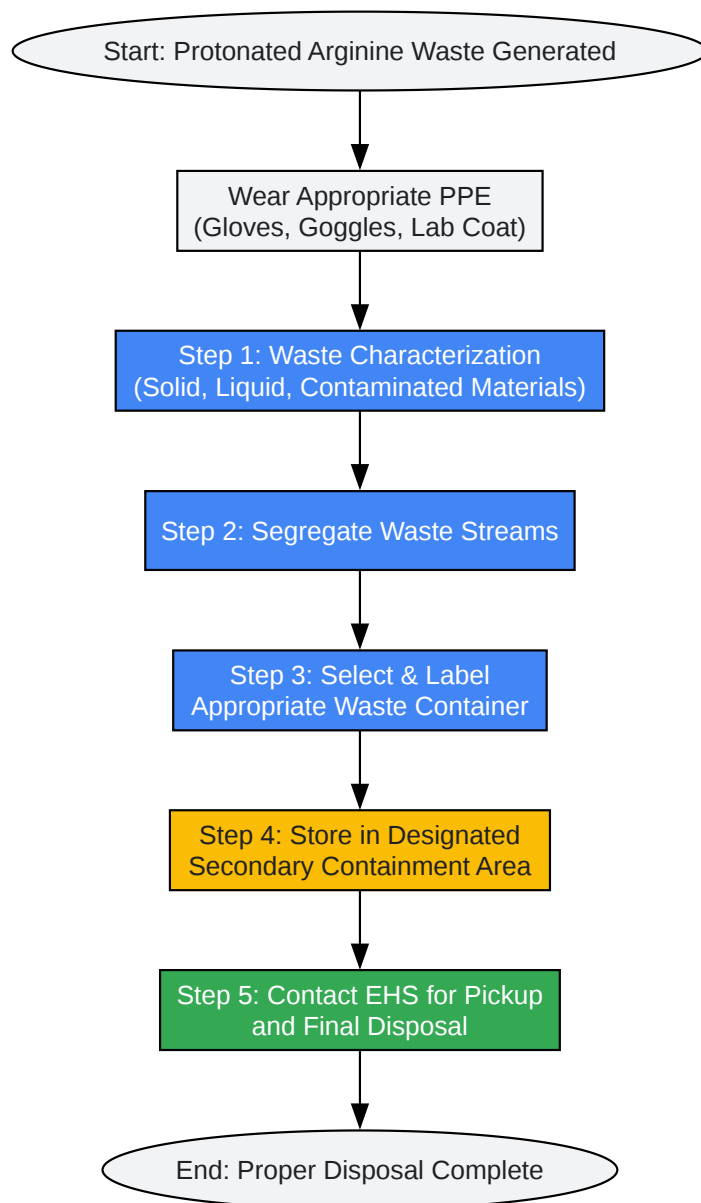 Start: Protonated Arginine Waste Generated
Wear Appropriate PPE
(Gloves, Goggles, Lab Coat)
Step 1: Waste Characterization
(Solid, Liquid, Contaminated Materials)
Step 2: Segregate Waste Streams
Step 3: Select & Label
Appropriate Waste Container
Step 4: Store in Designated
Secondary Containment Area
Step 5: Contact EHS for Pickup
and Final Disposal
End: Proper Disposal Complete